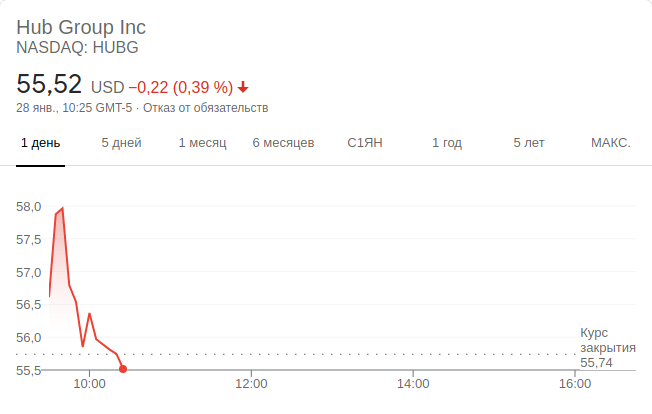 Hub Group Inc
NASDAQ: HUBG
55,52 USD −0,22 (0,39 %)
28 янв., 10:25 GMT-5 · Отказ от обязательств
1 день 5 дней 1 месяц 6 месяцев С1ЯН 1 год 5 лет МАКС.
58,0
57,5
57,0
56,5
56,0
55,5
Курс
закрытия
55,74
10:00 12:00 14:00 16:00